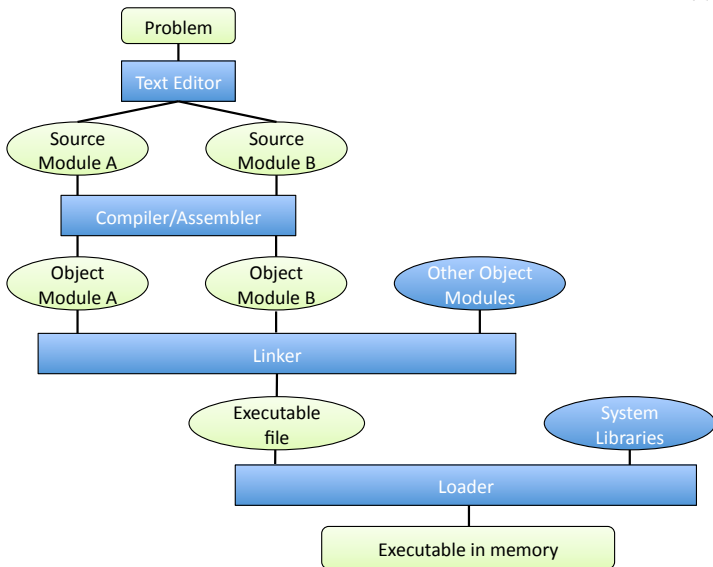 Problem
Text Editor
Source
Module A
Source
Module B
Compiler/Assembler
Object
Module A
Object
Module B
Other Object
Modules
Linker
Executable
file
System
Libraries
Loader
Executable in memory